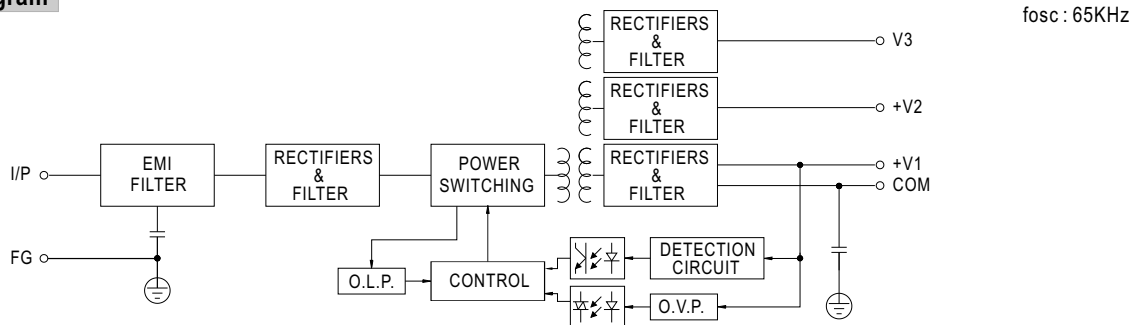 fosc : 65KHz
RECTIFIERS
&
FILTER
V3
RECTIFIERS
&
FILTER
+V2
I/P
EMI
FILTER
RECTIFIERS
&
FILTER
POWER
SWITCHING
RECTIFIERS
&
FILTER
+V1
COM
FG
O.L.P.
CONTROL
DETECTION
CIRCUIT
O.V.P.